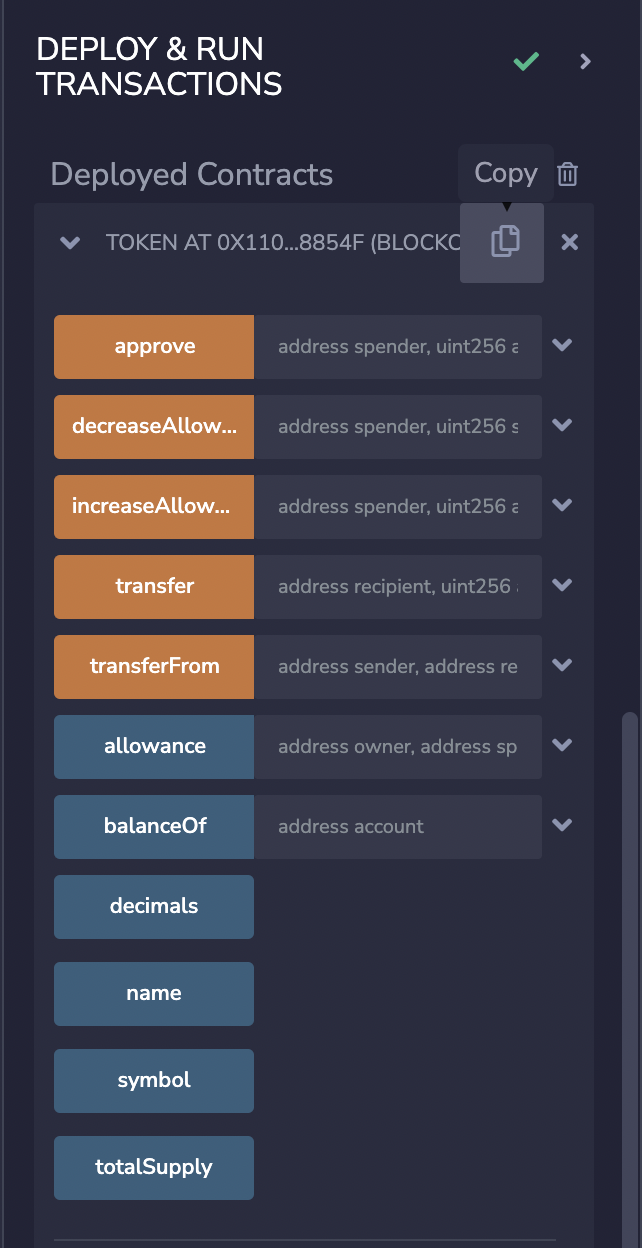 DEPLOY & RUN
TRANSACTIONS
Deployed Contracts
Copy
TOKEN AT 0X110...8854F (BLOCKC
approve address spender, uint256 a
decreaseAllow... address spender, uint256 s
increaseAllow... address spender, uint256 a
transfer address recipient, uint256
transferFrom address sender, address re
allowance address owner, address sp
balanceOf address account
decimals
name
symbol
totalSupply